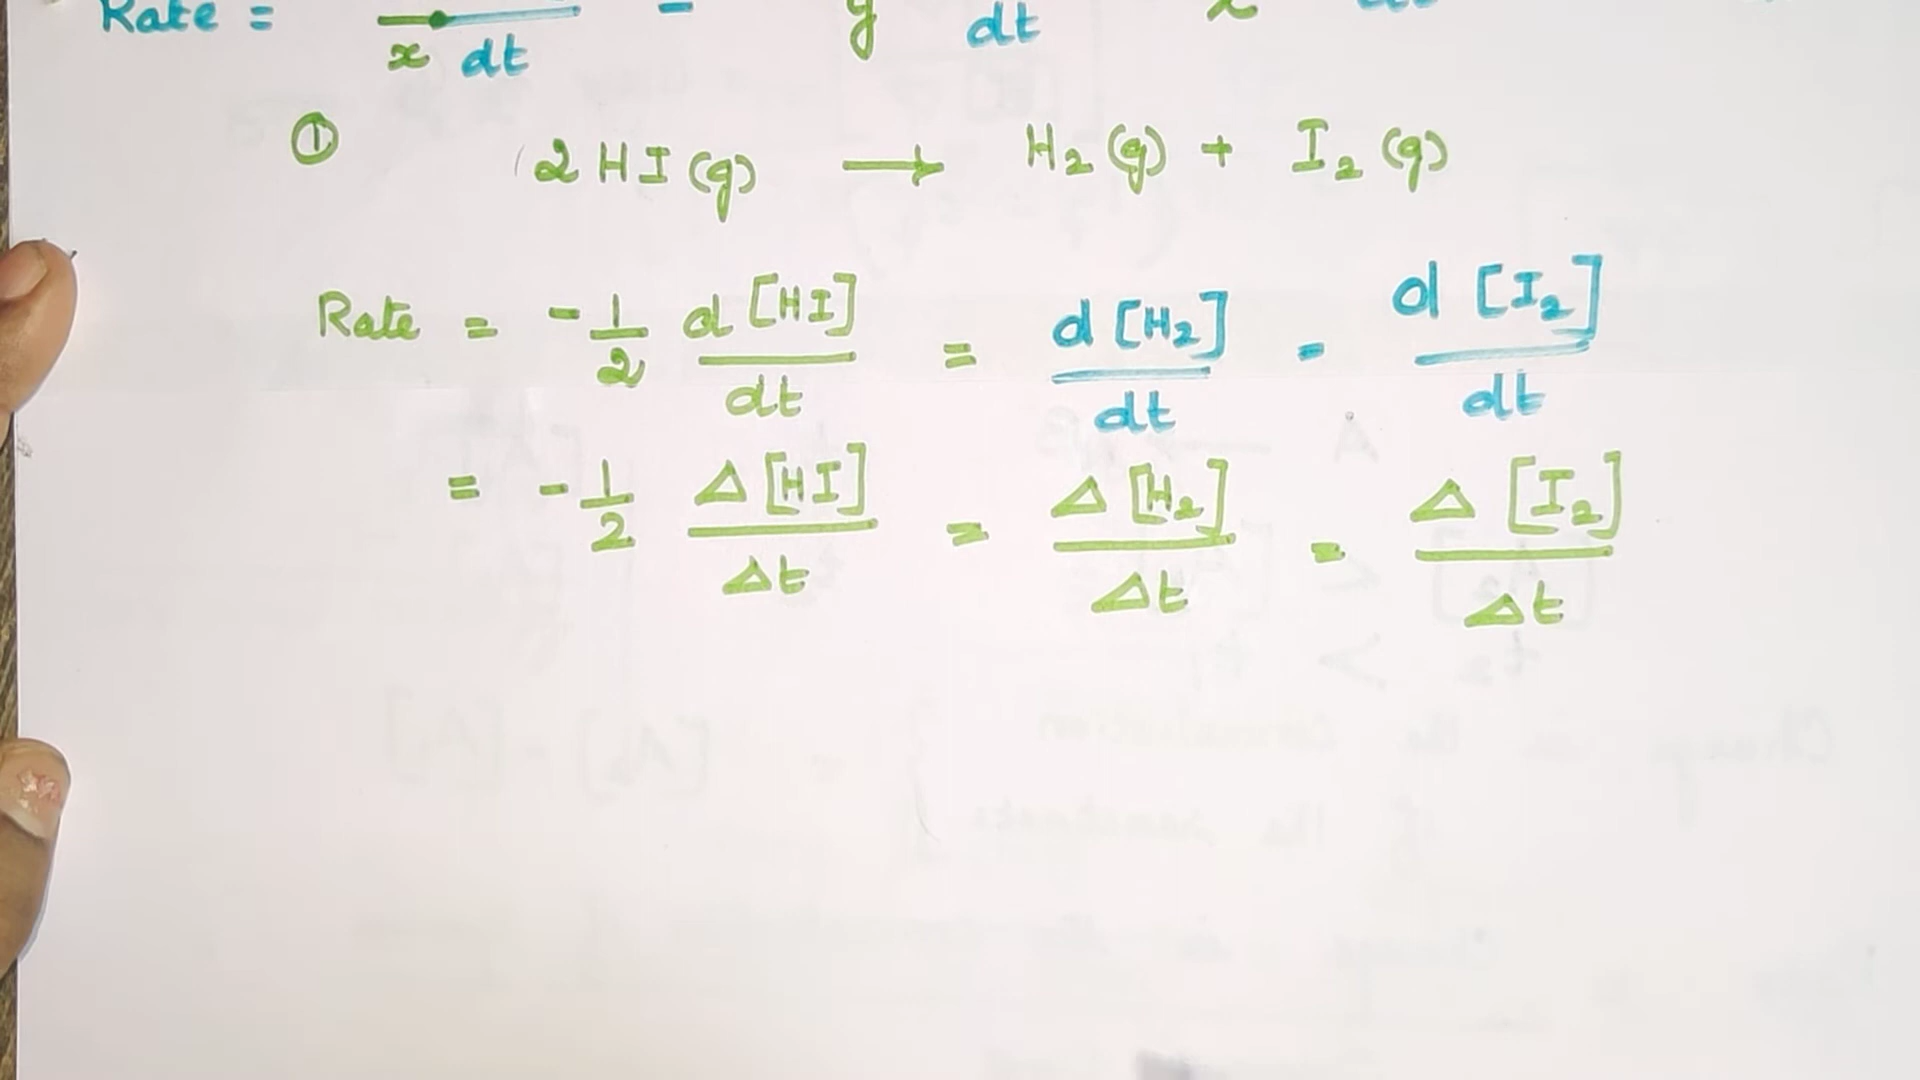 Rate = x dt - y dt
① 2HI(g) → H₂(g) + I₂(g)
Rate = -1/2 d[HI]/dt = d[H₂]/dt - d[I₂]/dt
= -1/2 Δ[HI]/Δt = Δ[H₂]/Δt = Δ[I₂]/Δt